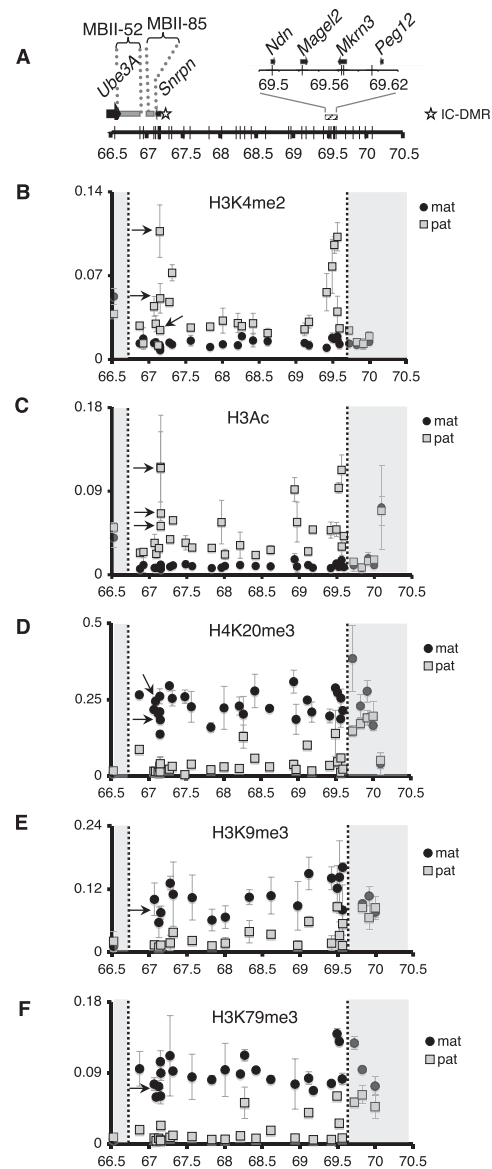 MBII-52
MBII-85
A
Ube3A
Snrpn
Ndn
Magel2
Mkrn3
Peg12
69.5 69.56 69.62
☆ IC-DMR
66.5 67 67.5 68 68.5 69 69.5 70 70.5
B
H3K4me2
mat
pat
0.14
0.07
0
66.5 67 67.5 68 68.5 69 69.5 70 70.5
C
H3Ac
mat
pat
0.18
0.09
0
66.5 67 67.5 68 68.5 69 69.5 70 70.5
D
H4K20me3
mat
pat
0.5
0.25
0
66.5 67 67.5 68 68.5 69 69.5 70 70.5
E
H3K9me3
mat
pat
0.24
0.12
0
66.5 67 67.5 68 68.5 69 69.5 70 70.5
F
H3K79me3
mat
pat
0.18
0.09
0
66.5 67 67.5 68 68.5 69 69.5 70 70.5